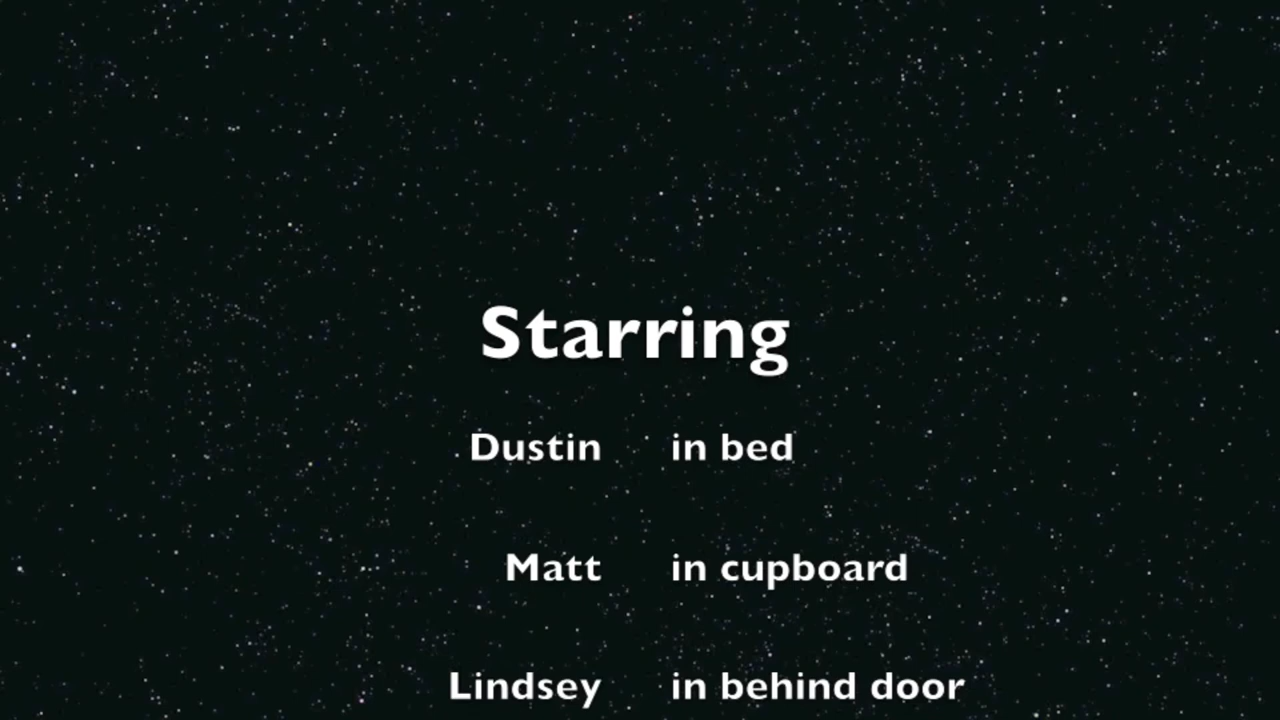 Starring
Dustin in bed
Matt in cupboard
Lindsey in behind door